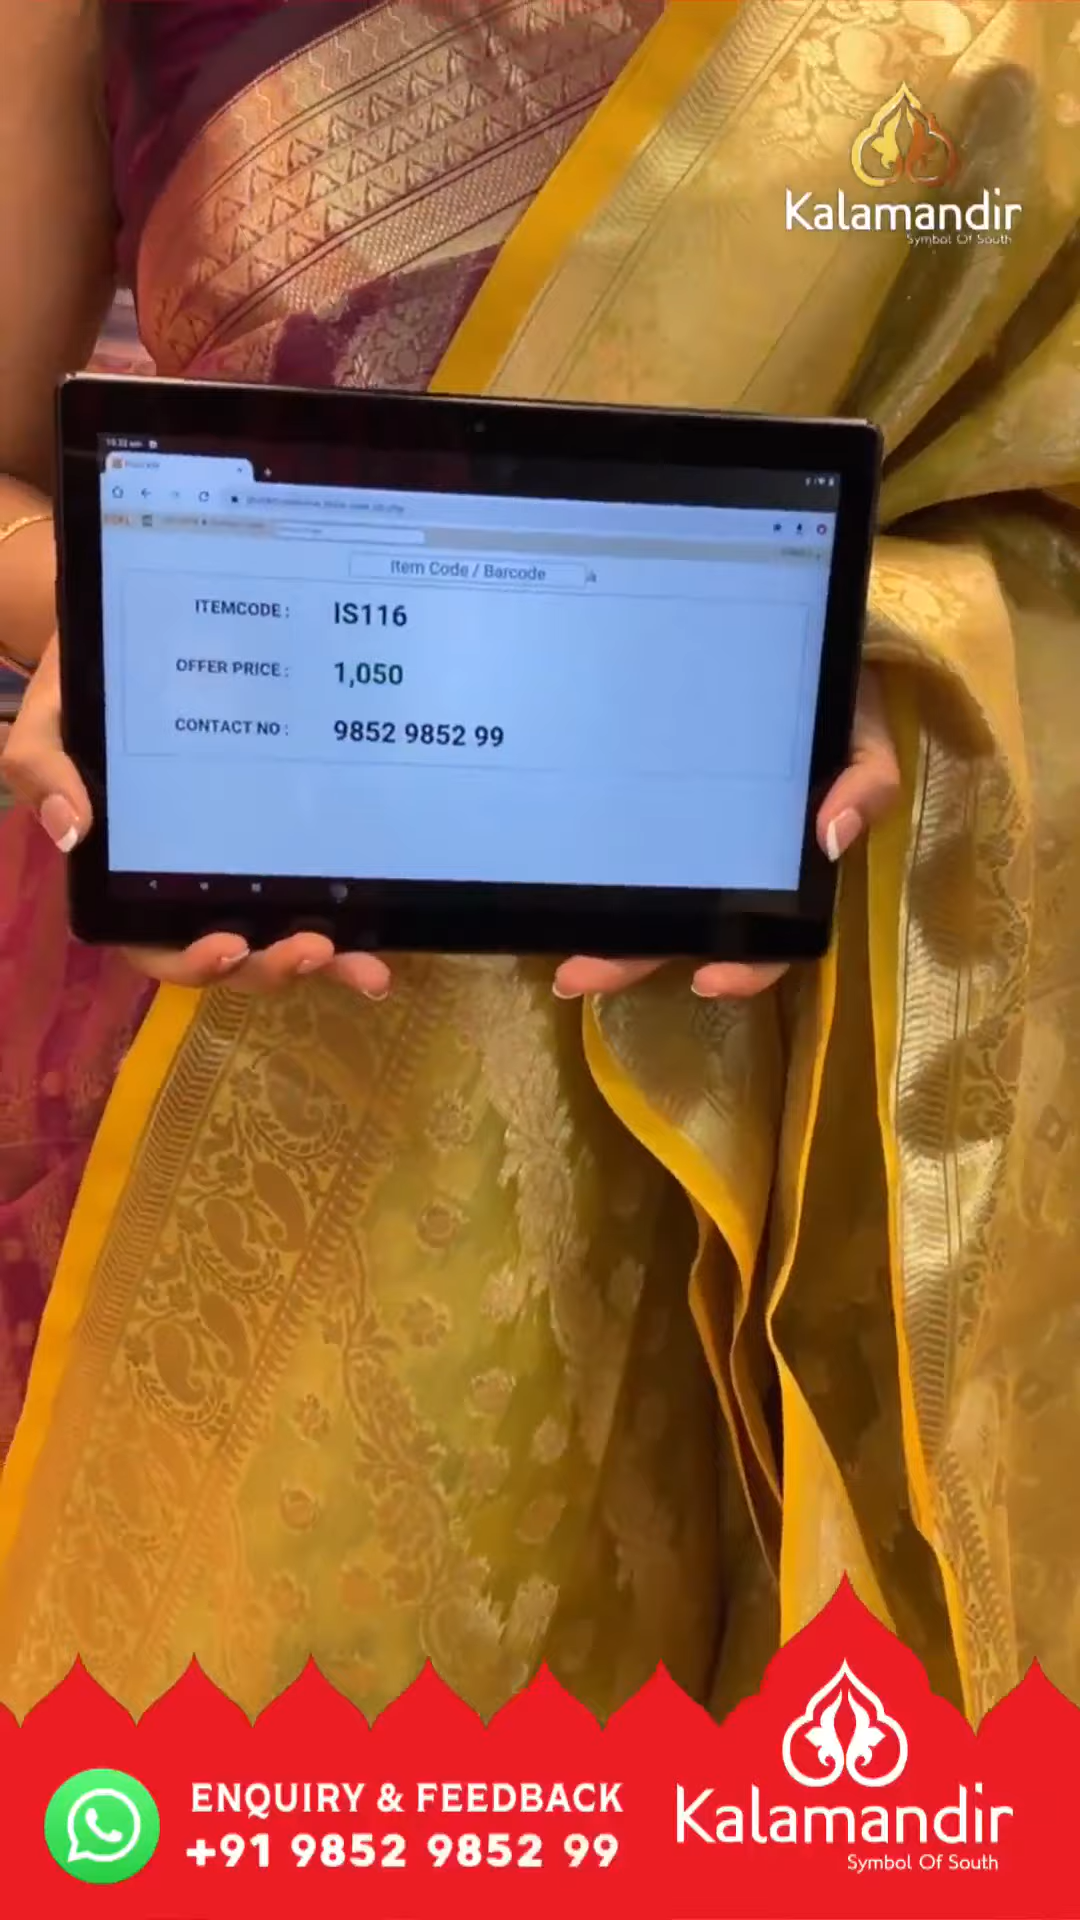 Kalamandir
Symbol Of South
Item Code / Barcode
ITEMCODE : IS116
OFFER PRICE : 1,050
CONTACT NO : 9852 9852 99
ENQUIRY & FEEDBACK
+91 9852 9852 99
Kalamandir
Symbol Of South